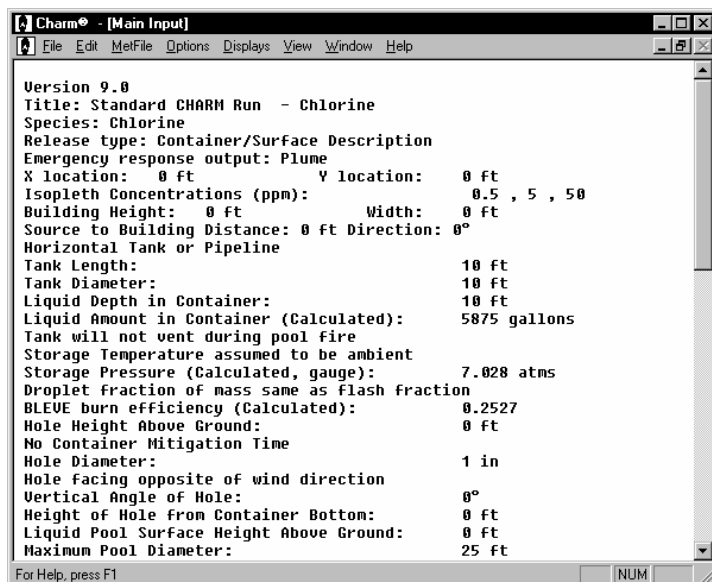 Charm® - [Main Input]
File Edit MetFile Options Displays View Window Help
Version 9.0
Title: Standard CHARM Run - Chlorine
Species: Chlorine
Release type: Container/Surface Description
Emergency response output: Plume
X location: 0 ft Y location: 0 ft
Isopleth Concentrations (ppm): 0.5 , 5 , 50
Building Height: 0 ft Width: 0 ft
Source to Building Distance: 0 ft Direction: 0°
Horizontal Tank or Pipeline
Tank Length: 10 ft
Tank Diameter: 10 ft
Liquid Depth in Container: 10 ft
Liquid Amount in Container (Calculated): 5875 gallons
Tank will not vent during pool fire
Storage Temperature assumed to be ambient
Storage Pressure (Calculated, gauge): 7.028 atms
Droplet fraction of mass same as flash fraction
BLEVE burn efficiency (Calculated): 0.2527
Hole Height Above Ground: 0 ft
No Container Mitigation Time
Hole Diameter: 1 in
Hole facing opposite of wind direction
Vertical Angle of Hole: 0°
Height of Hole from Container Bottom: 0 ft
Liquid Pool Surface Height Above Ground: 0 ft
Maximum Pool Diameter: 25 ft
For Help, press F1 NUM